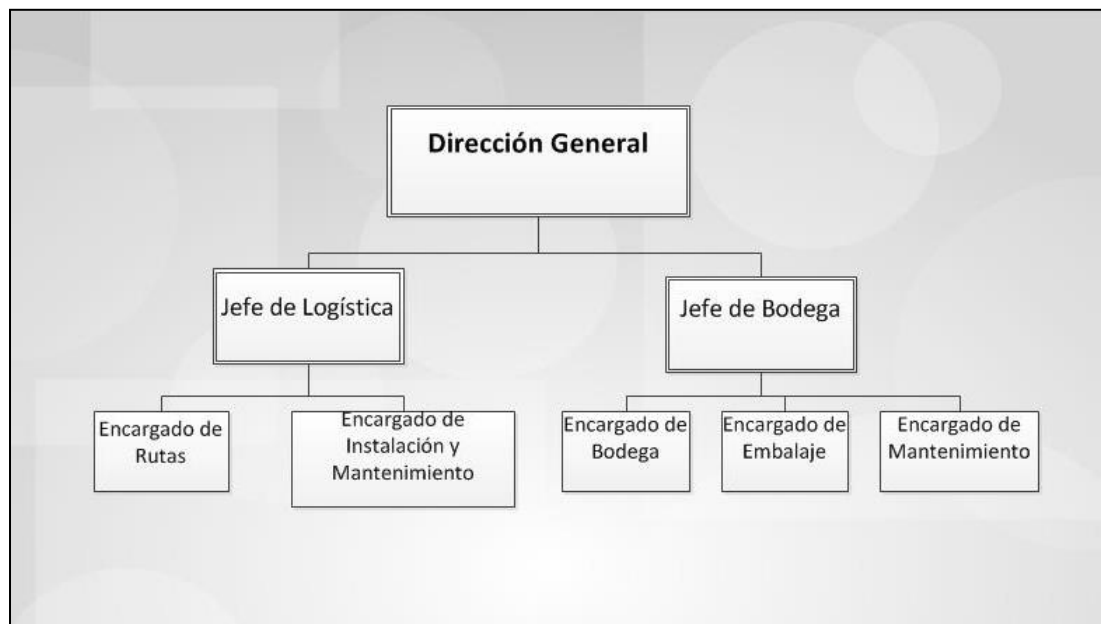 Dirección General
Jefe de Logística
Jefe de Bodega
Encargado de
Rutas
Encargado de
Instalación y
Mantenimiento
Encargado de
Bodega
Encargado de
Embalaje
Encargado de
Mantenimiento